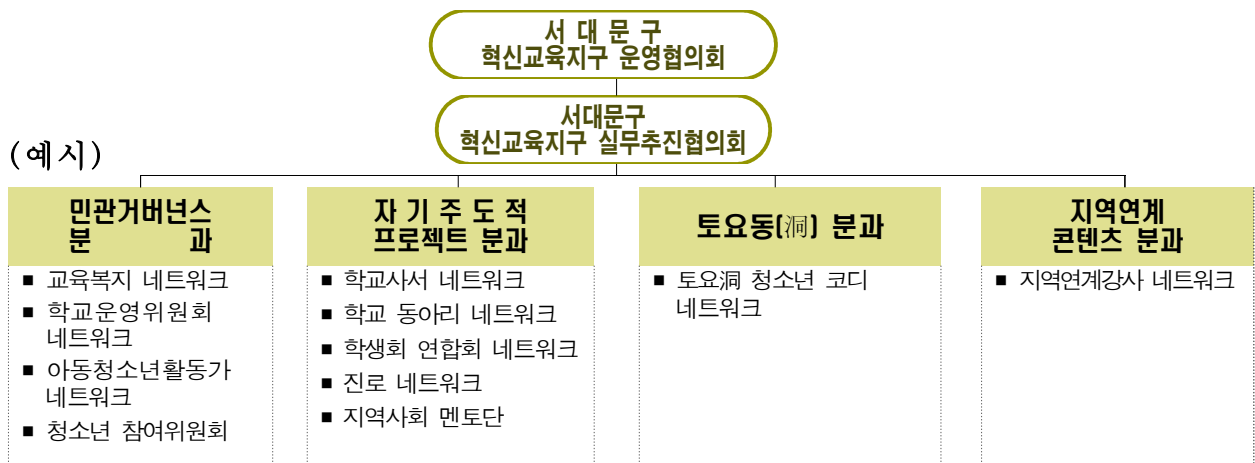 서 대 문 구
혁신교육지구 운영협의회
서대문구
혁신교육지구 실무추진협의회
(예시)
민관거버넌스
분 과
■ 교육복지 네트워크
■ 학교운영위원회
네트워크
■ 아동청소년활동가
네트워크
■ 청소년 참여위원회
자 기 주 도 적
프로젝트 분과
■ 학교사서 네트워크
■ 학교 동아리 네트워크
■ 학생회 연합회 네트워크
■ 진로 네트워크
■ 지역사회 멘토단
토요동(洞) 분과
■ 토요洞 청소년 코디
네트워크
지역연계
콘텐츠 분과
■ 지역연계강사 네트워크